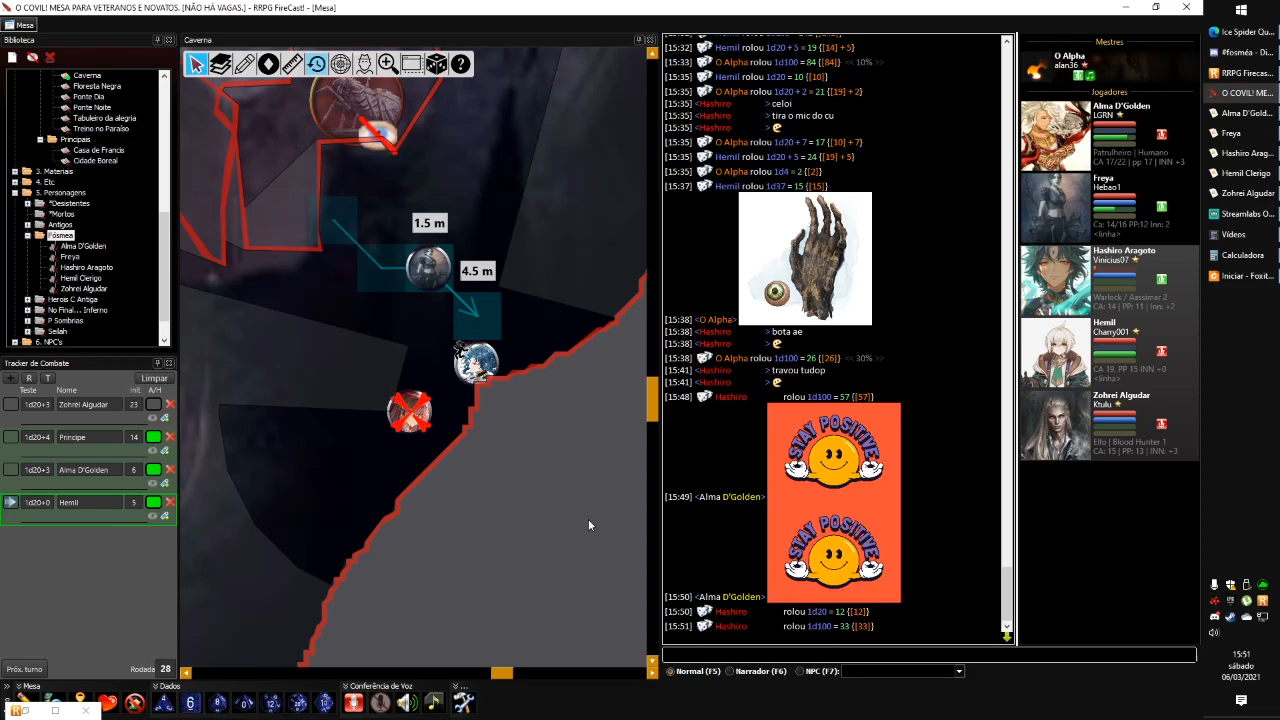 O COVIL! MESA PARA VETERANOS E NOVATOS. [NÃO HÁ VAGAS.] - RRPG FireCast! - [Mesa]
Mesa
Biblioteca
Caverna
Floresta Negra
Ponte Dia
Ponte Noite
Tabuleiro da alegria
Treino no Paraíso
Principais
Casa de Francis
Cidade Boreal
3. Materiais
4. Etc
5. Personagens
*Desistentes
*Mortos
Antigos
Fósmea
Alma D'Golden
Freya
Hashiro Aragoto
Hemil Clerigo
Zohrei Algudar
Herois C Antiga
No Final... Inferno
P Sombrias
Seilah
6. NPC's
Tracker de Combate
R T Limpar
Teste Nome Init. A/H
1d20+3 Zohrei Algudar 23
1d20+4 Principe 14
1d20+3 Alma D'Golden 6
1d20+0 Hemil 5
Próx. turno Rodada 28
Caverna
1.5 m
4.5 m
[15:32] Hemil rolou 1d20 + 5 = 19 {[14] + 5}
[15:33] O Alpha rolou 1d100 = 84 {[84]} << 10%>>
[15:35] Hemil rolou 1d20 = 10 {[10]}
[15:35] O Alpha rolou 1d20 + 2 = 21 {[19] + 2}
[15:35] <Hashiro > celoi
[15:35] <Hashiro > tira o mic do cu
[15:35] <Hashiro >
[15:35] O Alpha rolou 1d20 + 7 = 17 {[10] + 7}
[15:35] Hemil rolou 1d20 + 5 = 24 {[19] + 5}
[15:35] O Alpha rolou 1d4 = 2 {[2]}
[15:37] Hemil rolou 1d37 = 15 {[15]}
[15:38] <O Alpha>
[15:38] <Hashiro > bota ae
[15:38] <Hashiro >
[15:38] O Alpha rolou 1d100 = 26 {[26]} << 30%>>
[15:41] <Hashiro > travou tudop
[15:41] <Hashiro >
[15:48] Hashiro rolou 1d100 = 57 {[57]}
STAY POSITIVE
[15:49] <Alma D'Golden>
STAY POSITIVE
[15:50] <Alma D'Golden>
[15:50] Hashiro rolou 1d20 = 12 {[12]}
[15:51] Hashiro rolou 1d100 = 33 {[33]}
Normal (F5) Narrador (F6) NPC (F7):
Mestres
O Alpha
alan36
Jogadores
Alma D'Golden
LGRN
Patrulheiro | Humano
CA 17/22 | pp 17 | INN +3
Freya
Hebao1
Ca: 14/16 PP:12 Inn: 2
<linha>
Hashiro Aragoto
Vinicius07
Warlock / Aassimar 2
CA: 14 | PP: 11 | Inn: +2
Hemil
Charry001
CA 19, PP 15 INN +0
<linha>
Zohrei Algudar
Ktulu
Elfo | Blood Hunter 1
CA: 15 | PP: 13 | INN: +3
Mesa
Dados
Conferência de Voz
...
Ice Spider Qu...
#fosméa - Di...
RRPG Firecas...
O COVIL! ME...
Alma D'Gold...
Freya
Hashiro Arag...
Hemil Clerigo
Zohrei Algudar
Streamlabs O...
Vídeos
Calculadora
Iniciar - Foxit...
15:51
sábado
06/03/2021